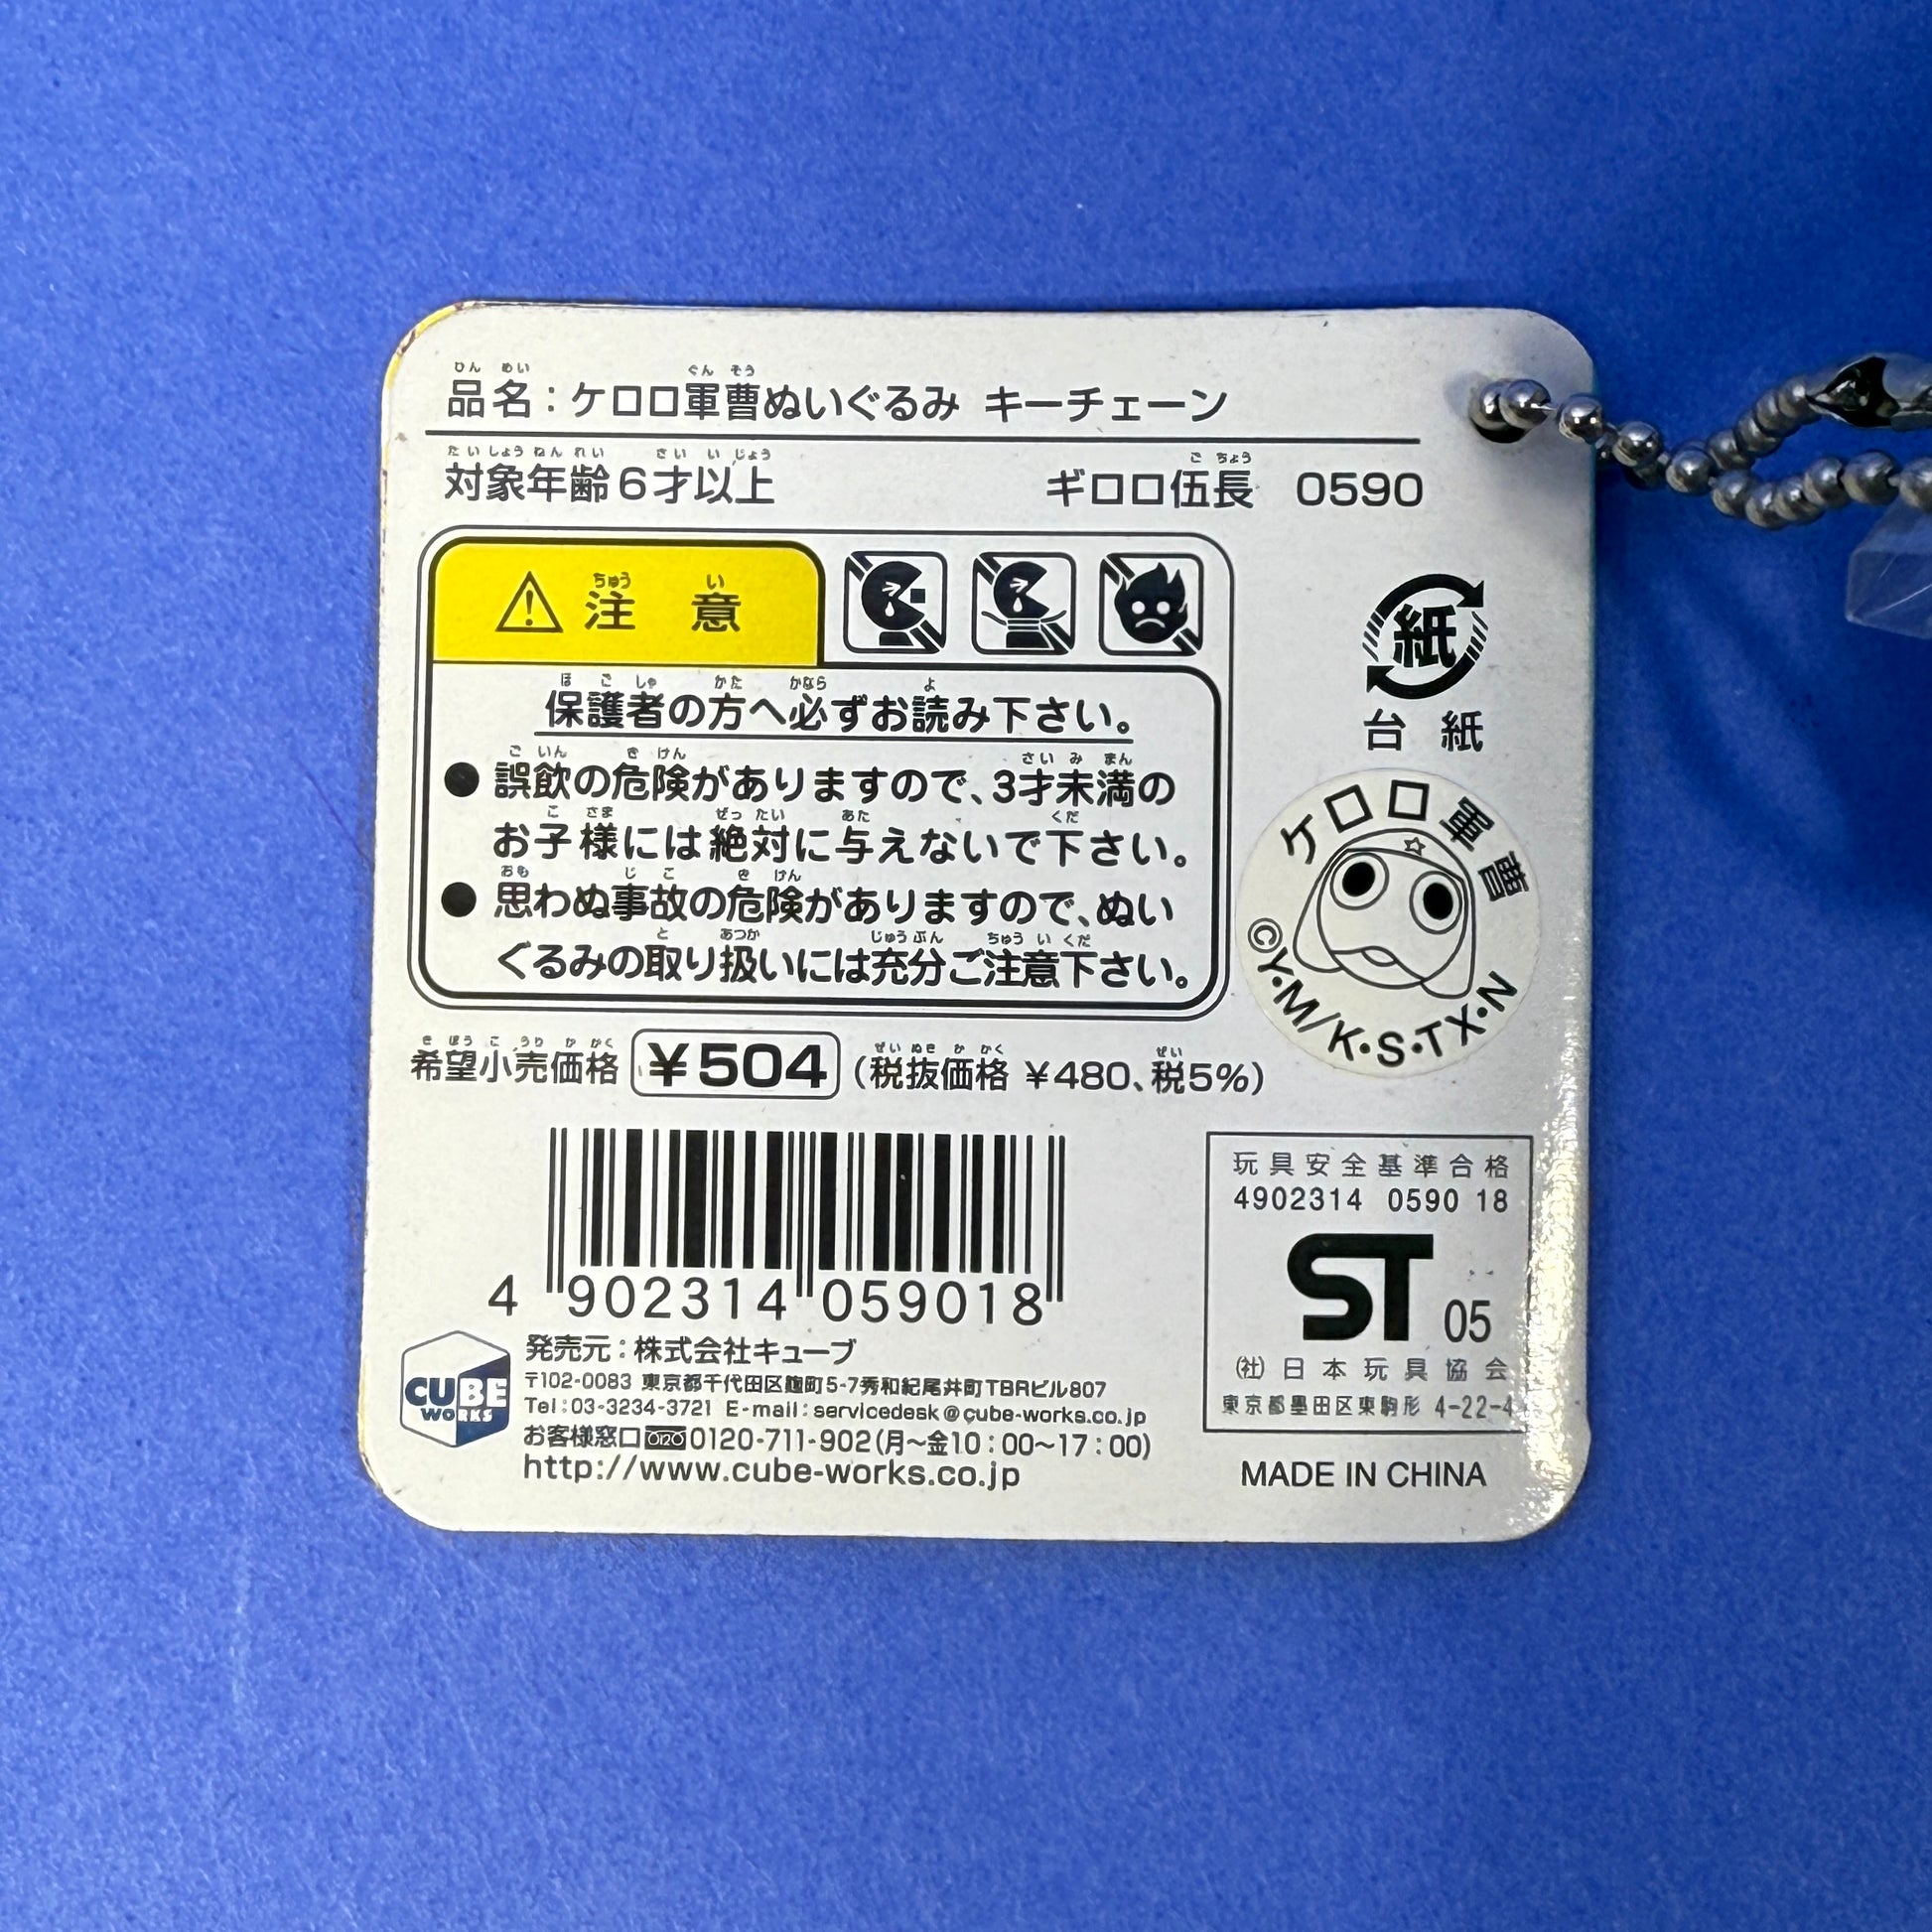 品名：ケロロ軍曹ぬいぐるみ キーチェーン
対象年齢6才以上
ギロロ伍長 0590
注意
保護者の方へ必ずお読み下さい。
●誤飲の危険がありますので、3才未満の
お子様には絶対に与えないで下さい。
●思わぬ事故の危険がありますので、ぬい
ぐるみの取り扱いには充分ご注意下さい。
紙
台紙
ケロロ軍曹
©Y・M/K・S・TX・N
希望小売価格 ¥504 (税抜価格 ¥480、税5%)
4 902314 059018
玩具安全基準合格
4902314 0590 18
ST 05
(社)日本玩具協会
東京都墨田区東駒形 4-22-4
MADE IN CHINA
CUBE
WORKS
発売元：株式会社キューブ
〒102-0083 東京都千代田区麹町5-7秀和紀尾井町TBRビル807
Tel:03-3234-3721 E-mail:servicedesk@cube-works.co.jp
お客様窓口 0120-711-902(月〜金10：00〜17：00)
http://www.cube-works.co.jp